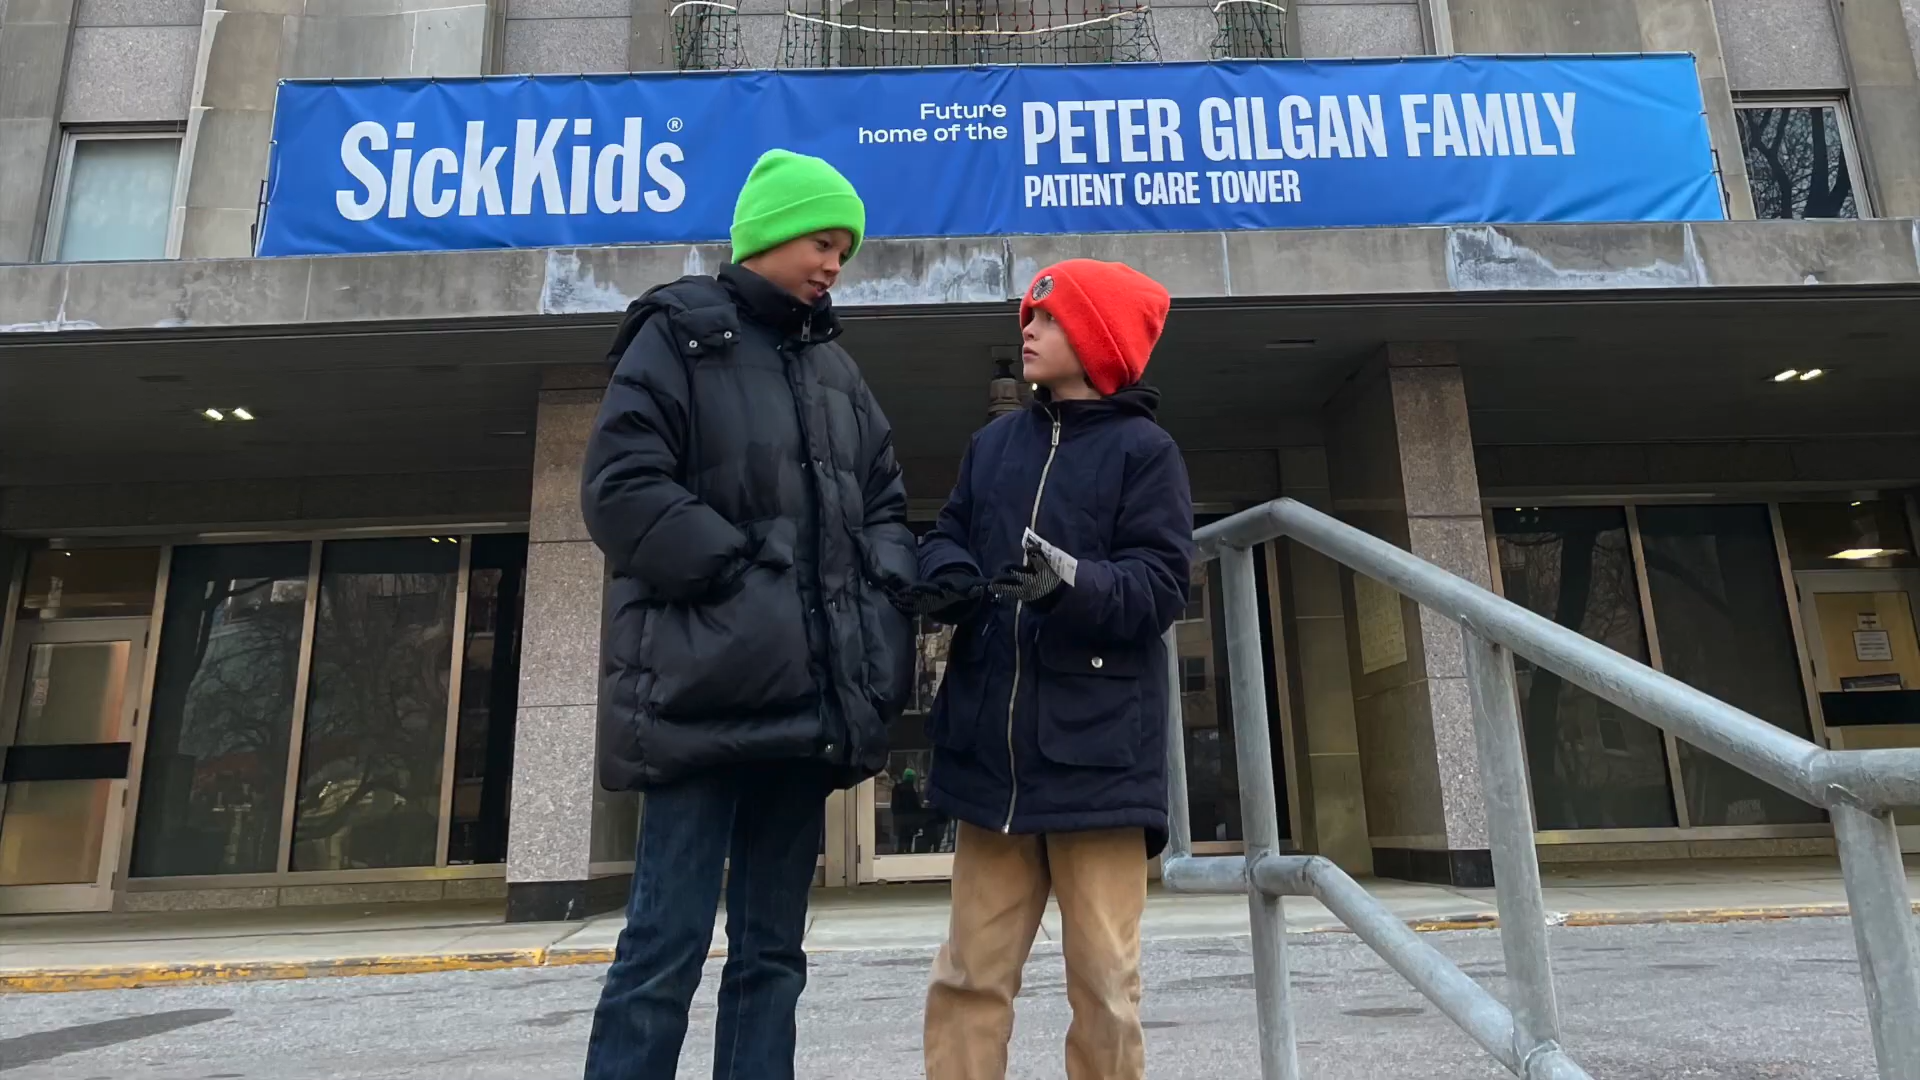 SickKids®
Future
home of the
PETER GILGAN FAMILY
PATIENT CARE TOWER